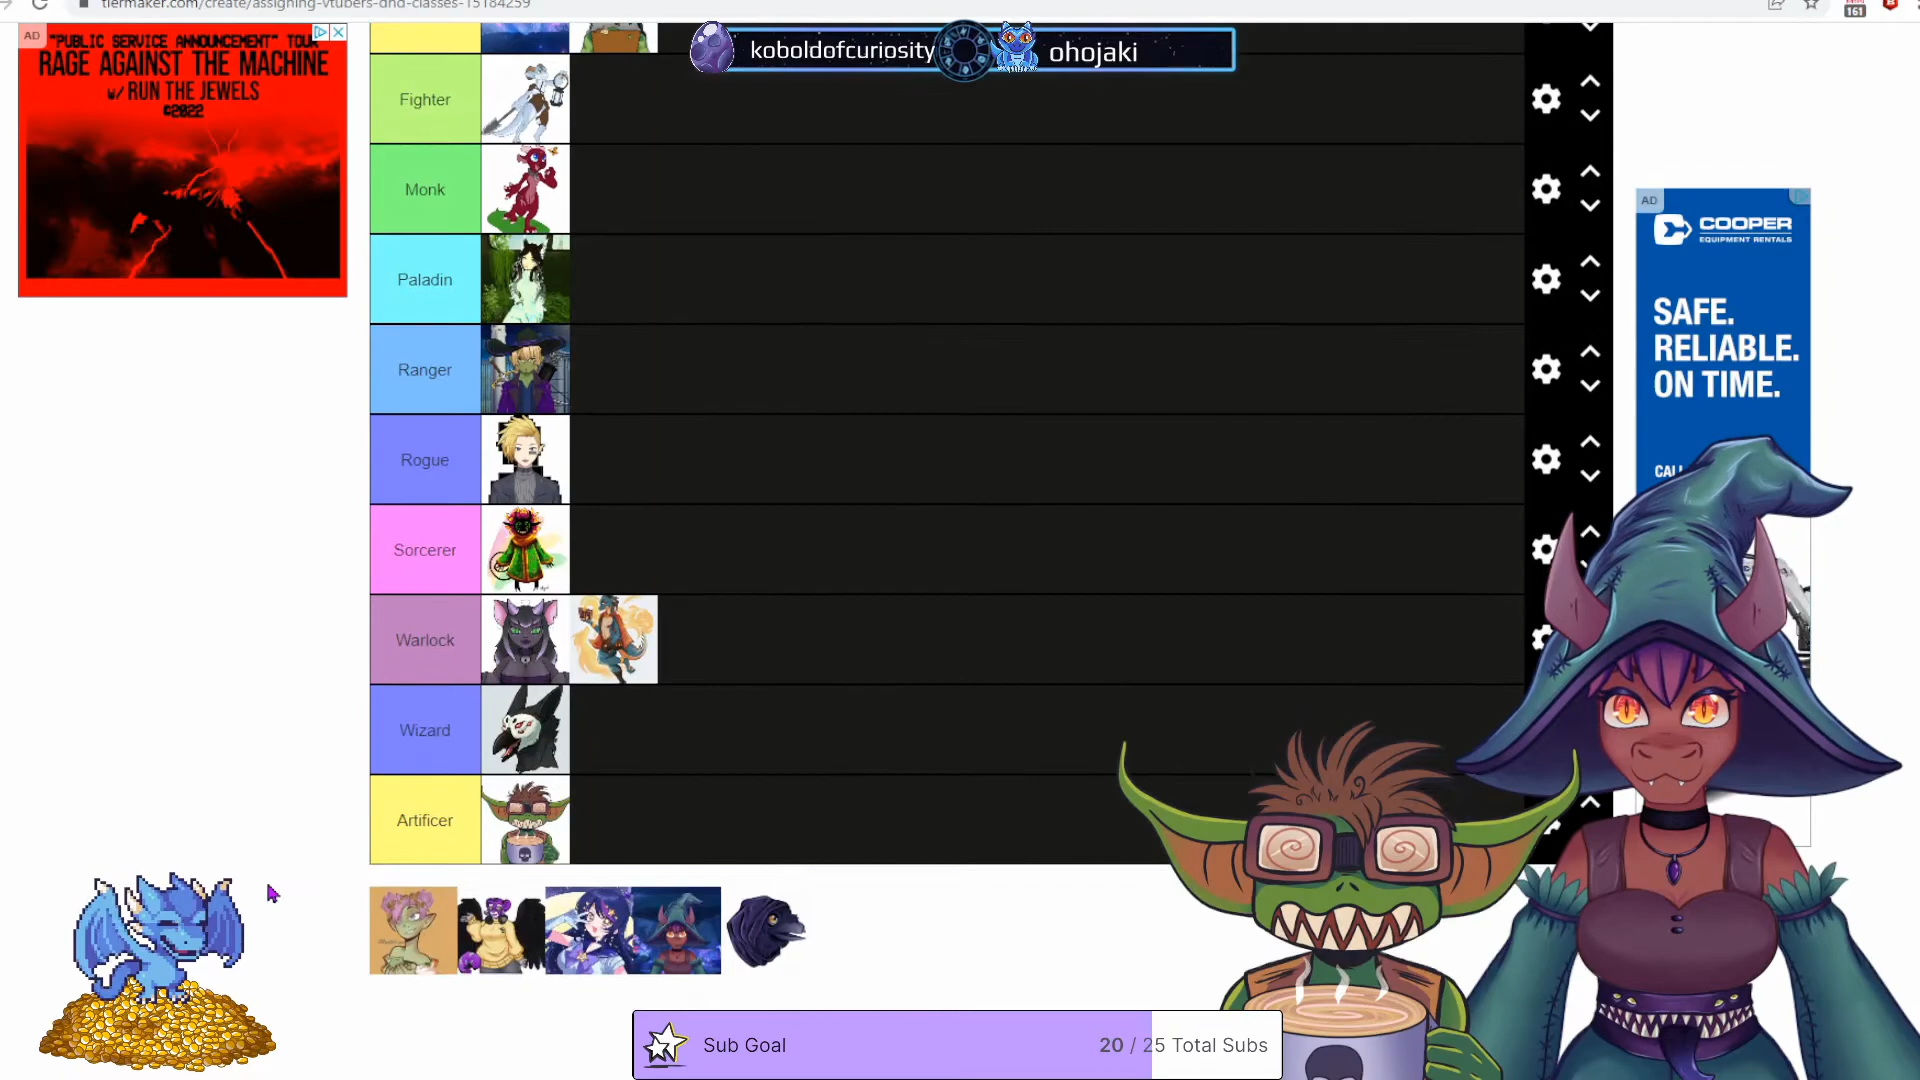 tiermaker.com/create/assigning-vtubers-dnd-classes-15184259
161
AD
"PUBLIC SERVICE ANNOUNCEMENT" TOUR
RAGE AGAINST THE MACHINE
W/ RUN THE JEWELS
©2022
koboldofcuriosity
ohojaki
Fighter
Monk
Paladin
Ranger
Rogue
Sorcerer
Warlock
Wizard
Artificer
AD
COOPER
EQUIPMENT RENTALS
SAFE.
RELIABLE.
ON TIME.
Sub Goal
20 / 25 Total Subs